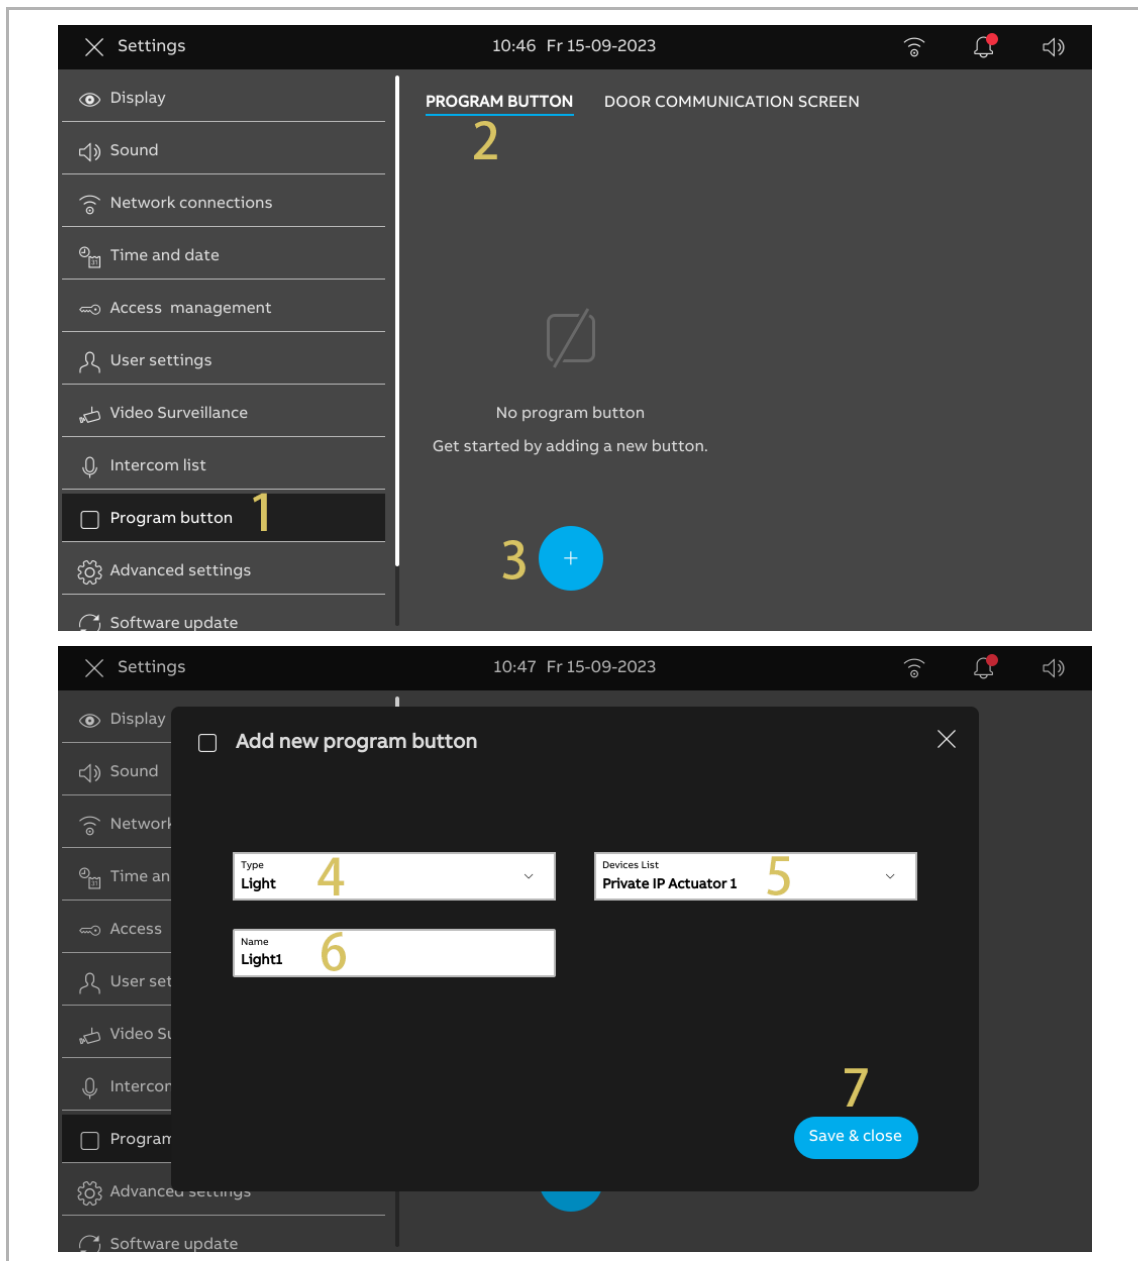 Settings
10:46 Fr 15-09-2023
Display
PROGRAM BUTTON DOOR COMMUNICATION SCREEN
2
Sound
Network connections
Time and date
Access management
User settings
Video Surveillance
No program button
Get started by adding a new button.
Intercom list
Program button 1
3 +
Advanced settings
Software update
Settings
10:47 Fr 15-09-2023
Display
Add new program button
Sound
Network
Time an
Type
Light 4
Devices List
Private IP Actuator 1 5
Access
Name
Light1 6
User set
Video Su
Intercor
7
Program
Save & close
Advanced settings
Software update